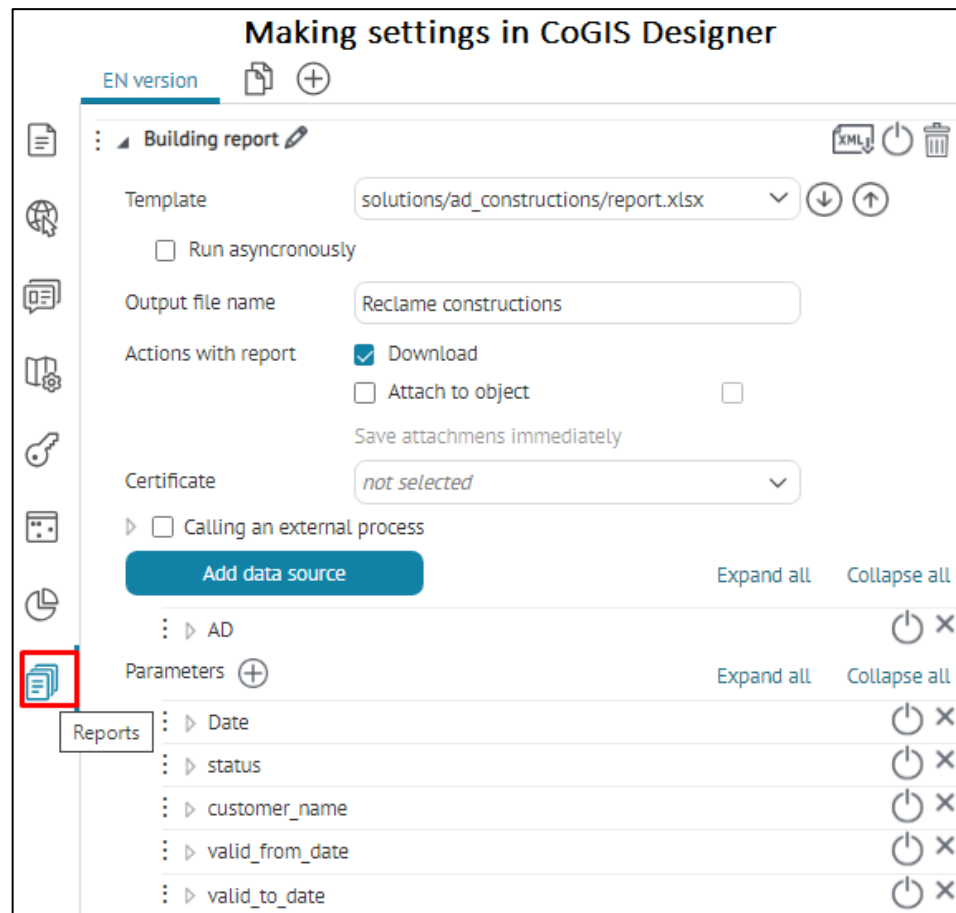 Making settings in CoGIS Designer
EN version
Building report
XML
Template
solutions/ad_constructions/report.xlsx
Run asyncronously
Output file name
Reclame constructions
Actions with report
Download
Attach to object
Save attachmens immediately
Certificate
not selected
Calling an external process
Add data source
Expand all
Collapse all
AD
Parameters
Expand all
Collapse all
Reports
Date
status
customer_name
valid_from_date
valid_to_date